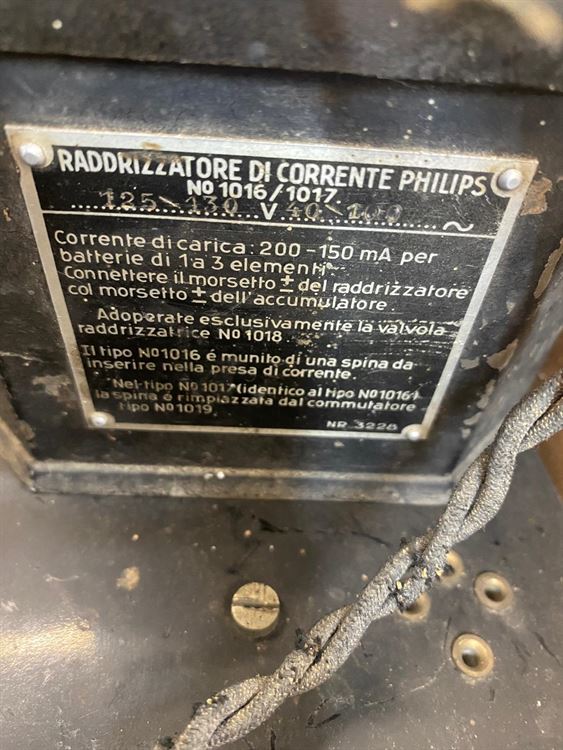 RADDRIZZATORE DI CORRENTE PHILIPS
No 1016/1017.
125\130 V 40\100 ~
Corrente di carica: 200-150 mA per
batterie di 1 a 3 elementi
Connettere il morsetto ± del raddrizzatore
col morsetto ± dell'accumulatore
Adoperate esclusivamente la valvola
raddrizzatrice No 1018.
Il tipo No 1016 é munito di una spina da
inserire nella presa di corrente.
Nel tipo No 1017 (identico al tipo No 1016)
la spina é rimpiazzata dal commutatore
tipo No 1019.
NR 3228